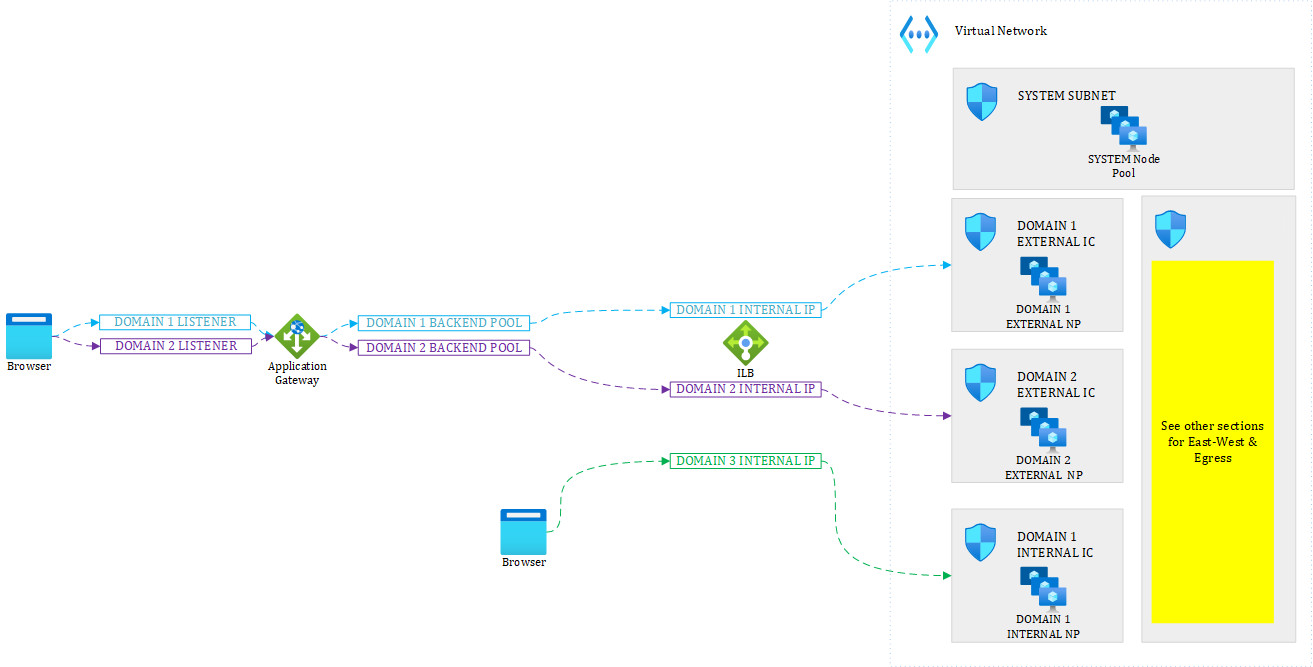 Virtual Network
SYSTEM SUBNET
SYSTEM Node
Pool
DOMAIN 1
EXTERNAL IC
DOMAIN 1
EXTERNAL NP
DOMAIN 1 LISTENER
DOMAIN 2 LISTENER
Browser
Application
Gateway
DOMAIN 1 BACKEND POOL
DOMAIN 2 BACKEND POOL
DOMAIN 1 INTERNAL IP
ILB
DOMAIN 2 INTERNAL IP
DOMAIN 2
EXTERNAL IC
DOMAIN 2
EXTERNAL NP
See other sections
for East-West &
Egress
DOMAIN 3 INTERNAL IP
Browser
DOMAIN 1
INTERNAL IC
DOMAIN 1
INTERNAL NP